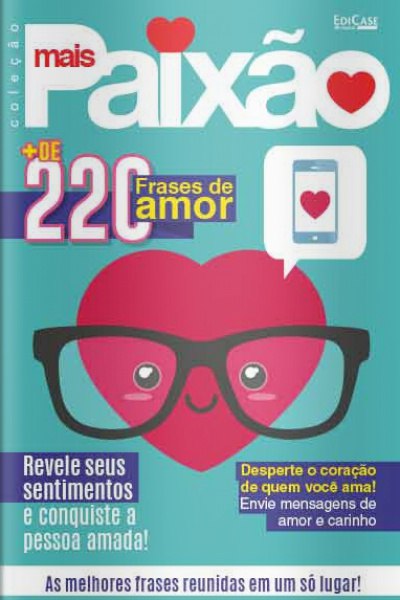 coleção
mais
Paixão
EDICASE
+DE
220
Frases de
amor
Revele seus
sentimentos
e conquiste a
pessoa amada!
Desperte o coração
de quem você ama!
Envie mensagens de
amor e carinho
As melhores frases reunidas em um só lugar!